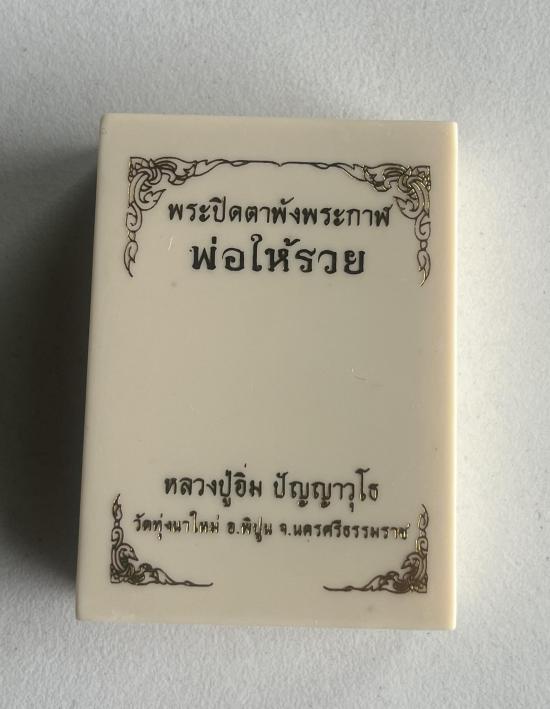 พระปิดตาพังพระกาฬ
พ่อให้รวย
หลวงปู่อิ่ม ปัญญาวุโธ
วัดทุ่งนาใหม่ อ.พิปูน จ.นครศรีธรรมราช